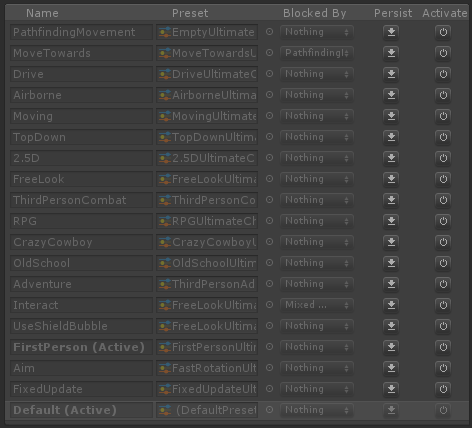 Name Preset Blocked By Persist Activate
PathfindingMovement EmptyUltimate Nothing
MoveTowards MoveTowardsU PathfindingM
Drive DriveUltimateC Nothing
Airborne AirborneUltima Nothing
Moving MovingUltimate Nothing
TopDown TopDownUltim Nothing
2.5D 2.5DUltimateC Nothing
FreeLook FreeLookUltima Nothing
ThirdPersonCombat ThirdPersonCo Nothing
RPG RPGUltimateCh Nothing
CrazyCowboy CrazyCowboyU Nothing
OldSchool OldSchoolUltim Nothing
Adventure ThirdPersonAd Nothing
Interact FreeLookUltima Mixed ...
UseShieldBubble FreeLookUltima Nothing
FirstPerson (Active) FirstPersonUlti Nothing
Aim FastRotationUlt Nothing
FixedUpdate FixedUpdateUlt Nothing
Default (Active) (DefaultPreset Nothing